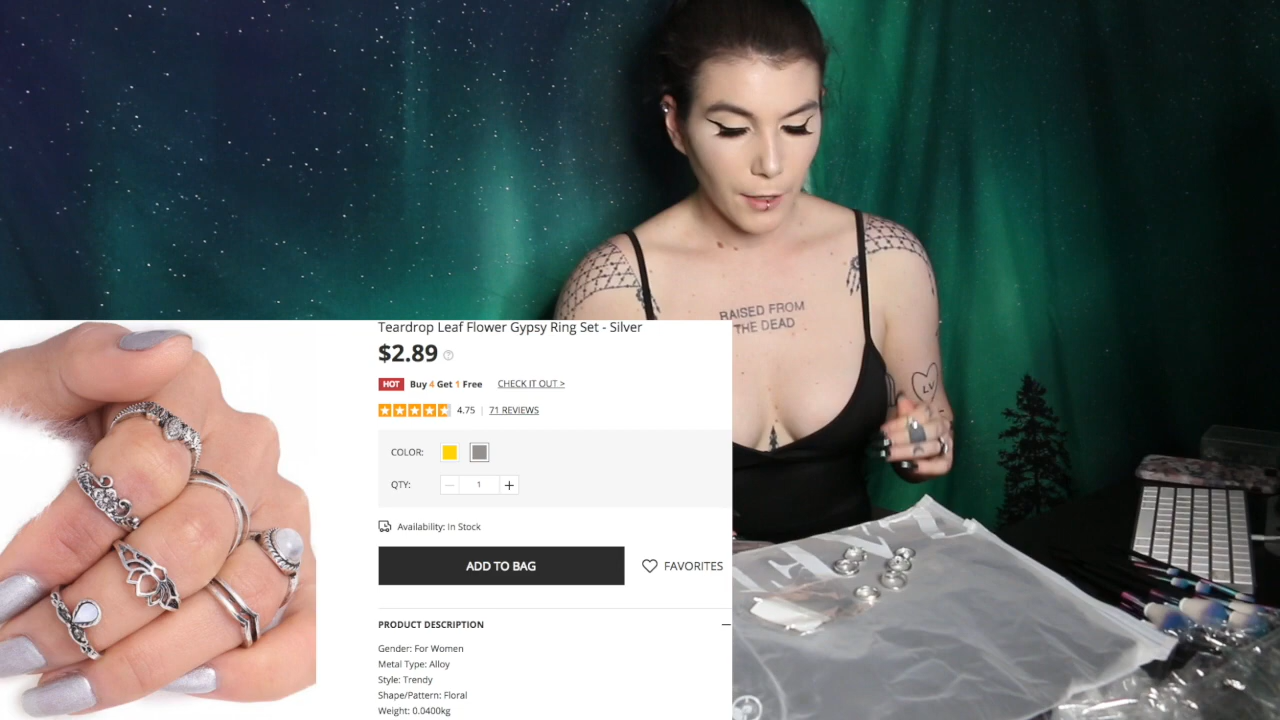 RAISED FROM
THE DEAD
LV
Teardrop Leaf Flower Gypsy Ring Set - Silver
$2.89 ?
HOT Buy 4 Get 1 Free CHECK IT OUT >
4.75 | 71 REVIEWS
COLOR:
QTY: — 1 +
Availability: In Stock
ADD TO BAG FAVORITES
PRODUCT DESCRIPTION —
Gender: For Women
Metal Type: Alloy
Style: Trendy
Shape/Pattern: Floral
Weight: 0.0400kg